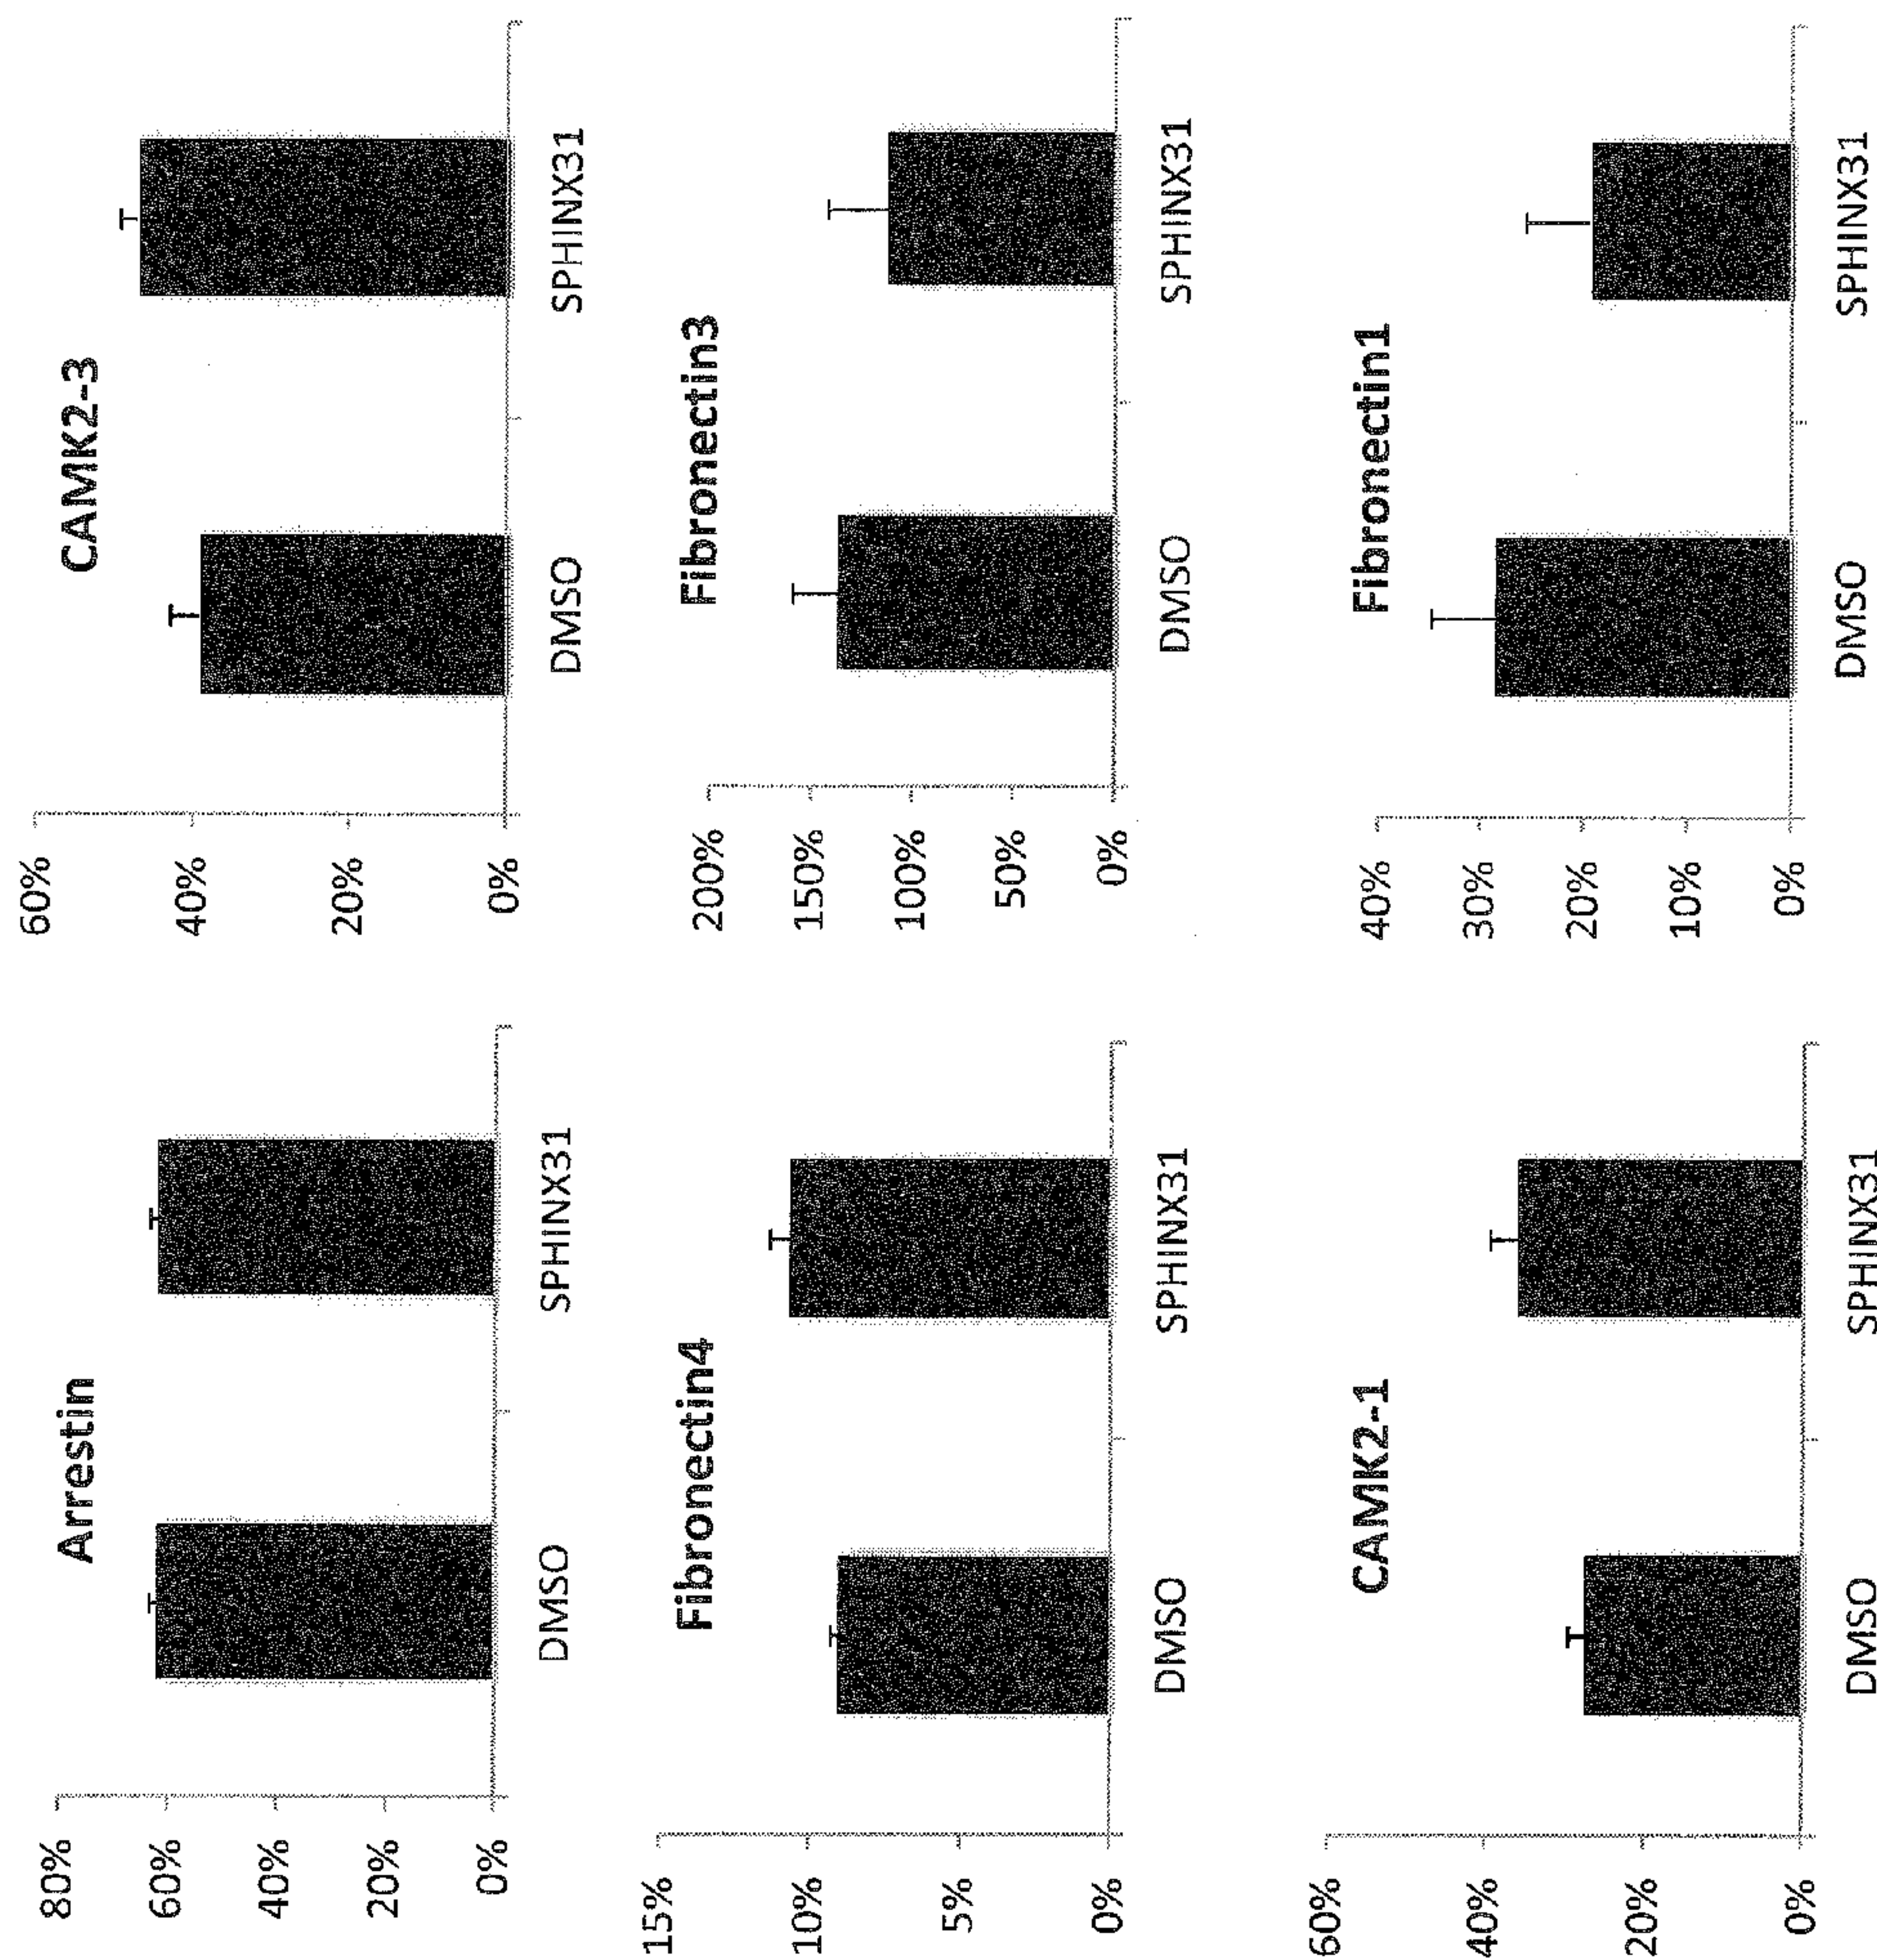 Arrestin
80%
60%
40%
20%
0%
DMSO
SPHINX31
CAMK2-3
60%
40%
20%
0%
DMSO
SPHINX31
Fibronectin4
15%
10%
5%
0%
DMSO
SPHINX31
Fibronectin3
200%
150%
100%
50%
0%
DMSO
SPHINX31
CAMK2-1
60%
40%
20%
0%
DMSO
SPHINX31
Fibronectin1
40%
30%
20%
10%
0%
DMSO
SPHINX31